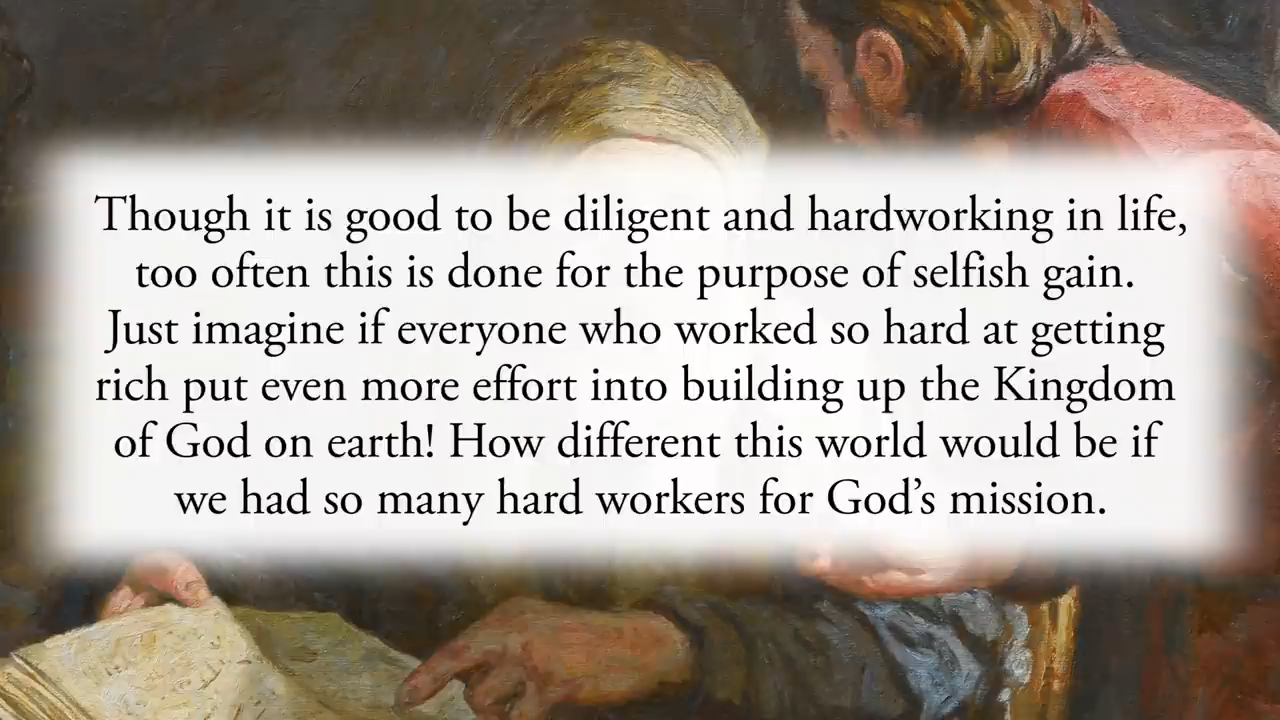 Though it is good to be diligent and hardworking in life,
too often this is done for the purpose of selfish gain.
Just imagine if everyone who worked so hard at getting
rich put even more effort into building up the Kingdom
of God on earth! How different this world would be if
we had so many hard workers for God’s mission.